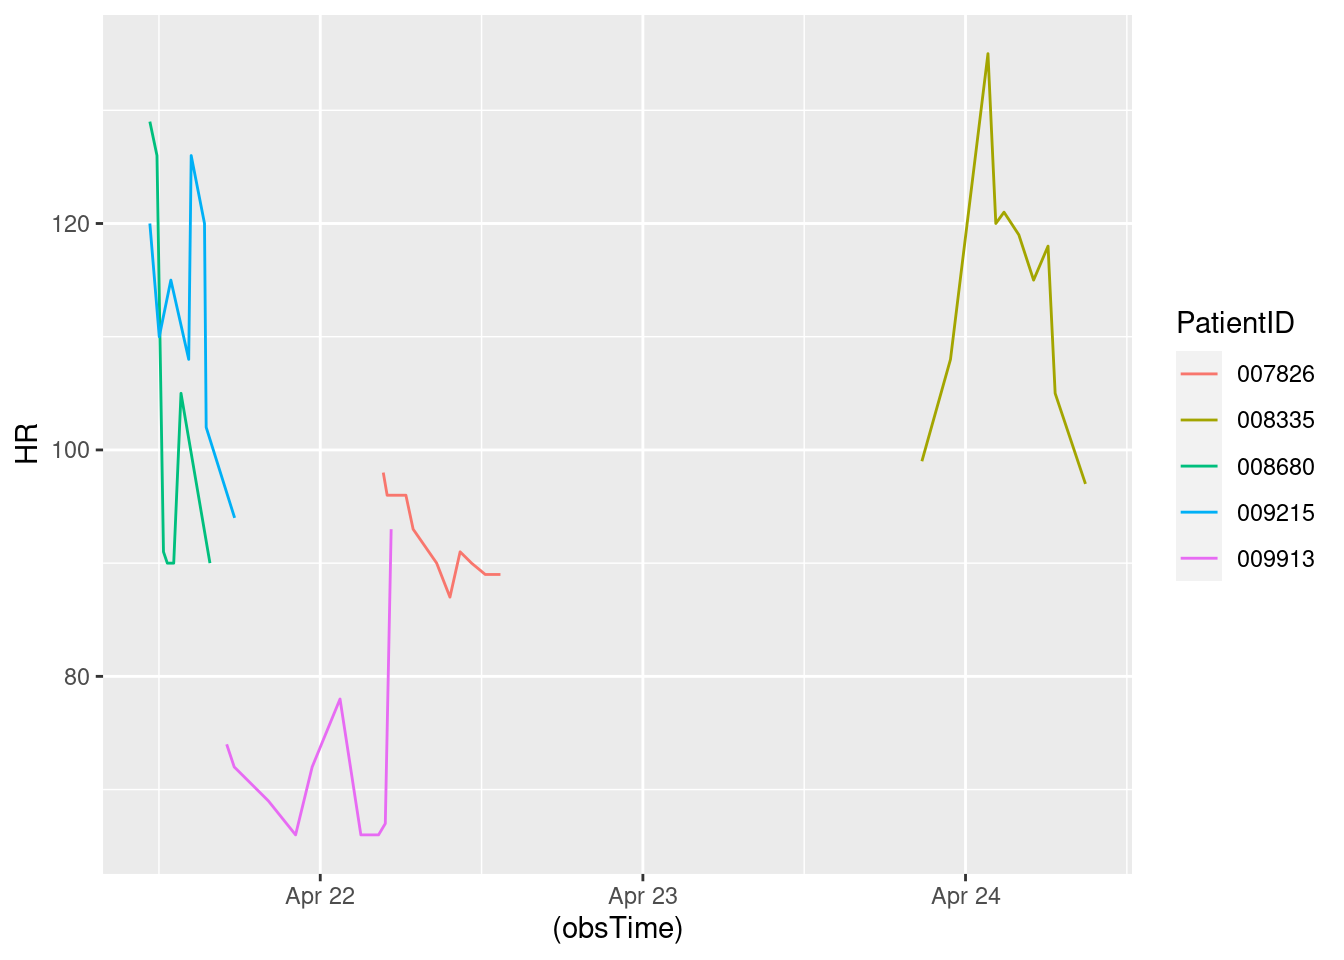 120
100
80
HR
Apr 22
Apr 23
Apr 24
(obsTime)
PatientID
007826
008335
008680
009215
009913